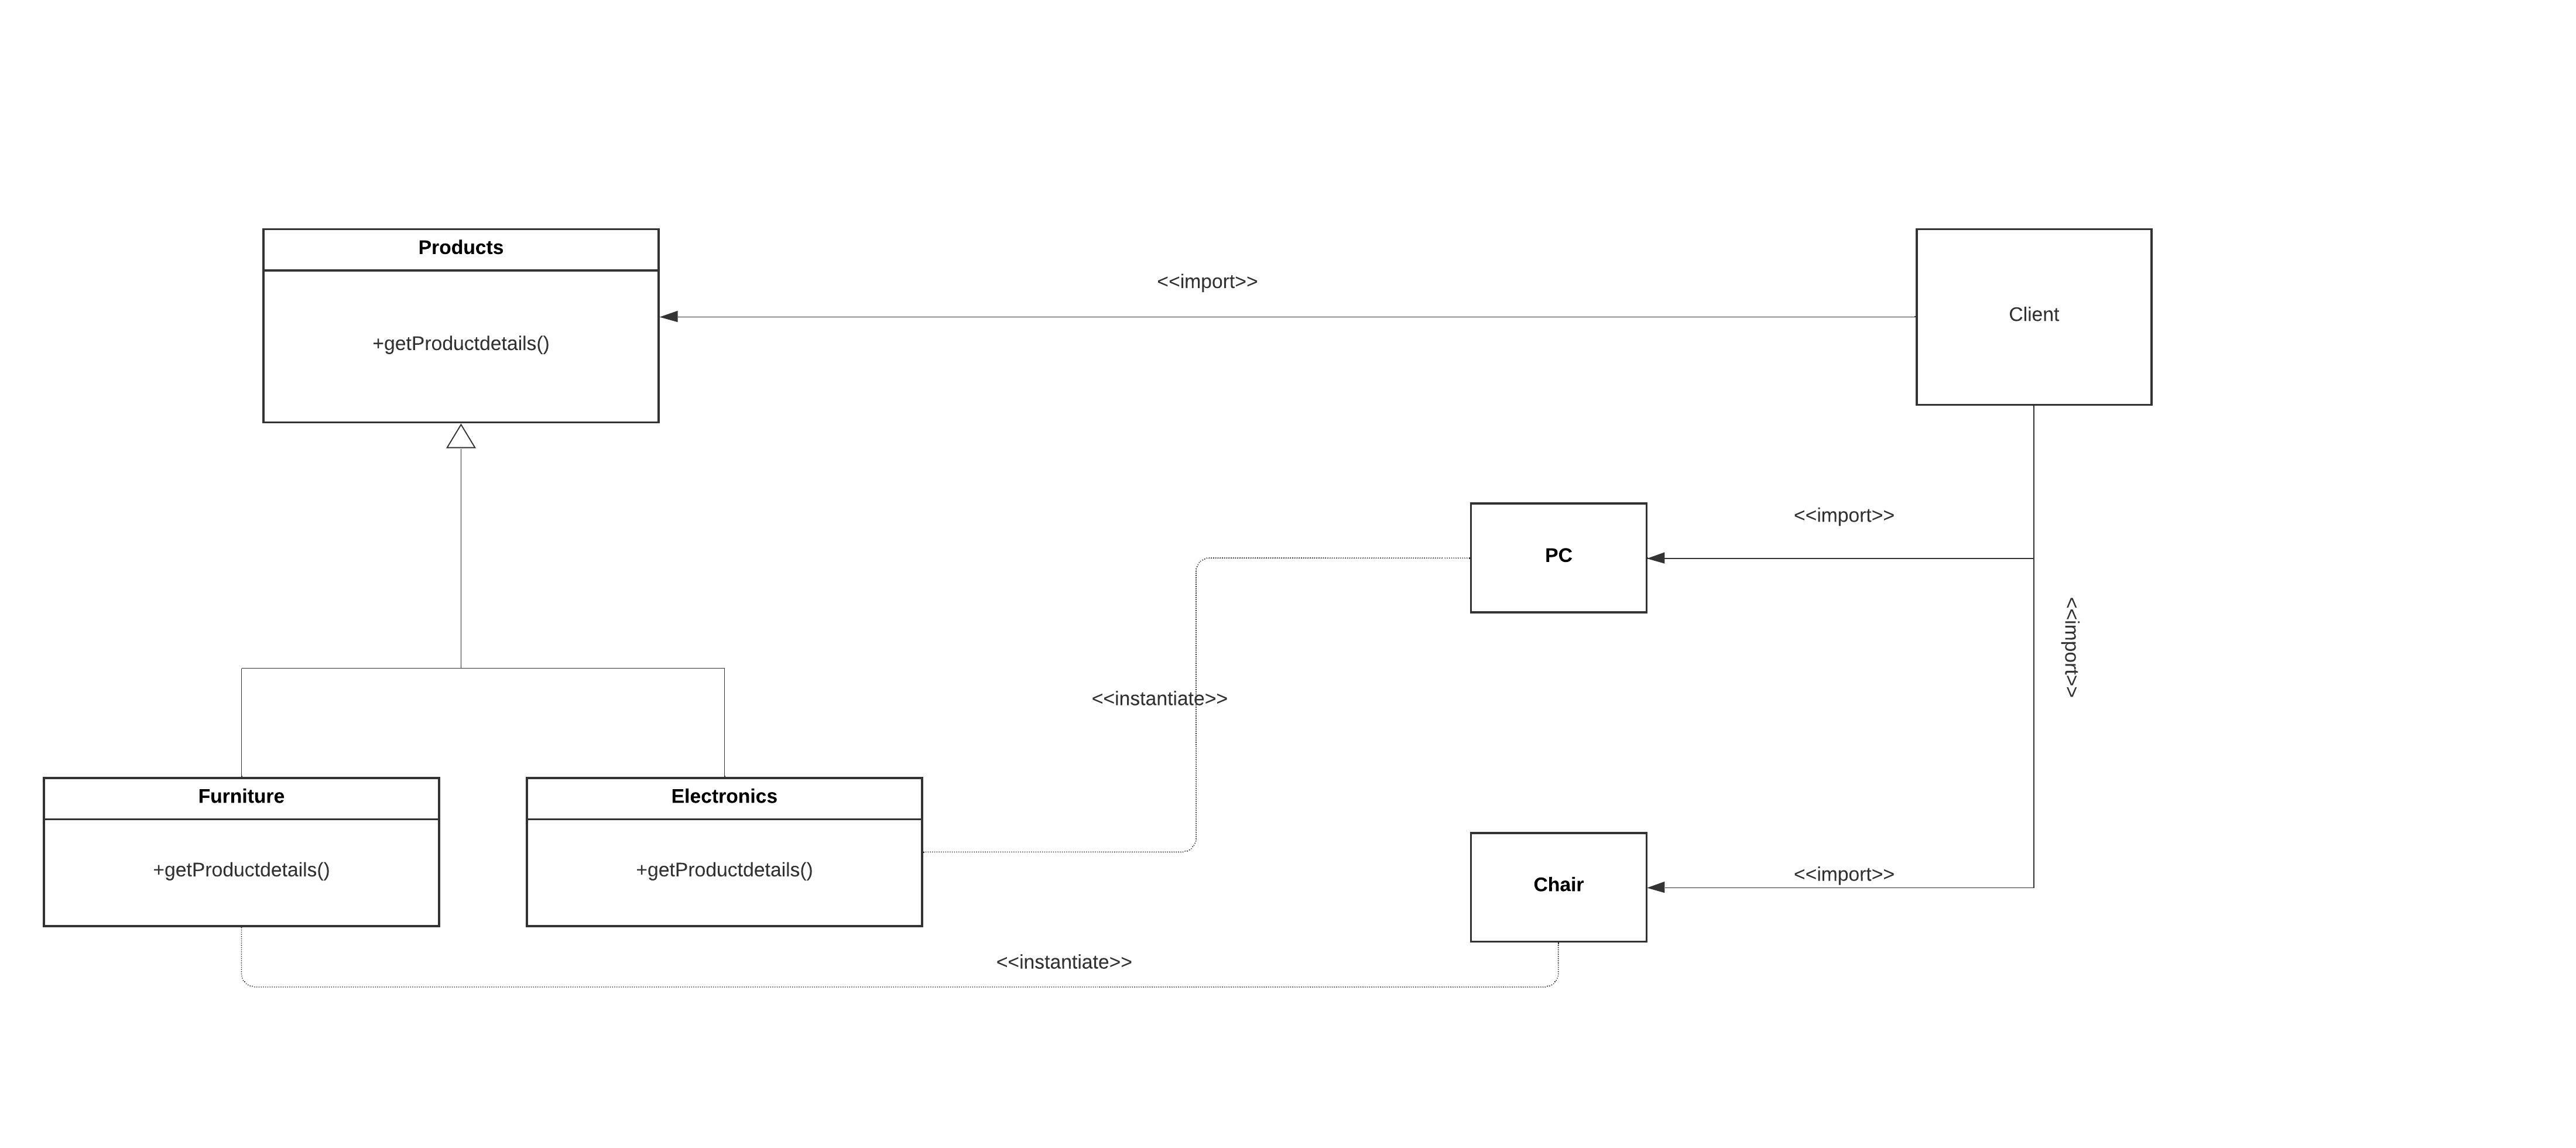 Products
+getProductdetails()
<<import>>
Client
PC
<<import>>
<<import>>
<<instantiate>>
Furniture
+getProductdetails()
Electronics
+getProductdetails()
Chair
<<import>>
<<instantiate>>